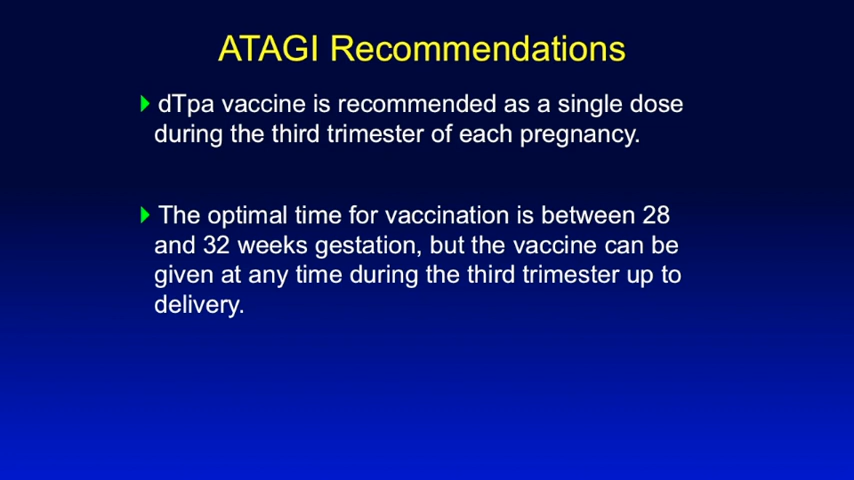 ATAGI Recommendations
dTpa vaccine is recommended as a single dose
during the third trimester of each pregnancy.
The optimal time for vaccination is between 28
and 32 weeks gestation, but the vaccine can be
given at any time during the third trimester up to
delivery.